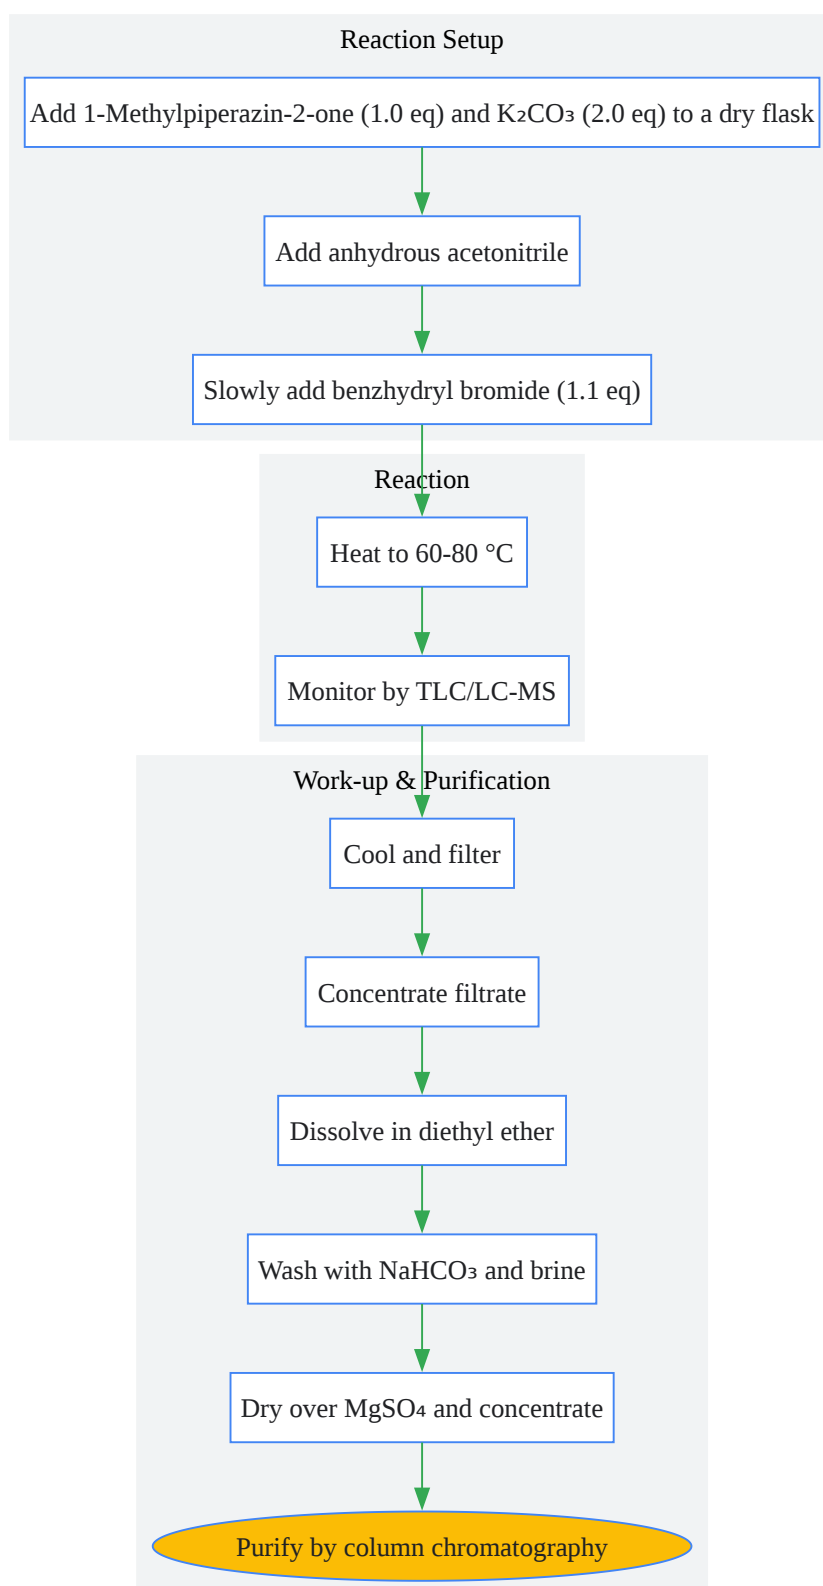 Reaction Setup
Add 1-Methylpiperazin-2-one (1.0 eq) and K₂CO₃ (2.0 eq) to a dry flask
Add anhydrous acetonitrile
Slowly add benzhydryl bromide (1.1 eq)
Reaction
Heat to 60-80 °C
Monitor by TLC/LC-MS
Work-up & Purification
Cool and filter
Concentrate filtrate
Dissolve in diethyl ether
Wash with NaHCO₃ and brine
Dry over MgSO₄ and concentrate
Purify by column chromatography